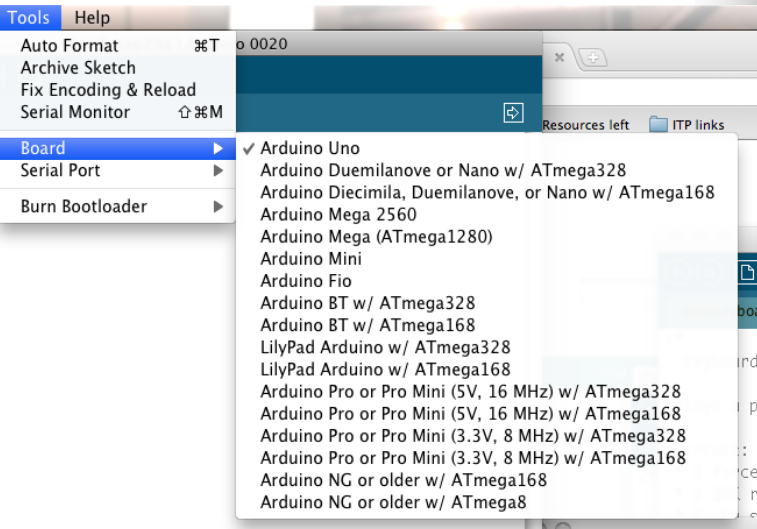 Tools Help
o 0020
Auto Format ⌘T
Archive Sketch
Fix Encoding & Reload
Serial Monitor ⇧⌘M
Board
Serial Port
Burn Bootloader
Resources left ITP links
✓ Arduino Uno
Arduino Duemilanove or Nano w/ ATmega328
Arduino Diecimila, Duemilanove, or Nano w/ ATmega168
Arduino Mega 2560
Arduino Mega (ATmega1280)
Arduino Mini
Arduino Fio
Arduino BT w/ ATmega328
Arduino BT w/ ATmega168
LilyPad Arduino w/ ATmega328
LilyPad Arduino w/ ATmega168
Arduino Pro or Pro Mini (5V, 16 MHz) w/ ATmega328
Arduino Pro or Pro Mini (5V, 16 MHz) w/ ATmega168
Arduino Pro or Pro Mini (3.3V, 8 MHz) w/ ATmega328
Arduino Pro or Pro Mini (3.3V, 8 MHz) w/ ATmega168
Arduino NG or older w/ ATmega168
Arduino NG or older w/ ATmega8